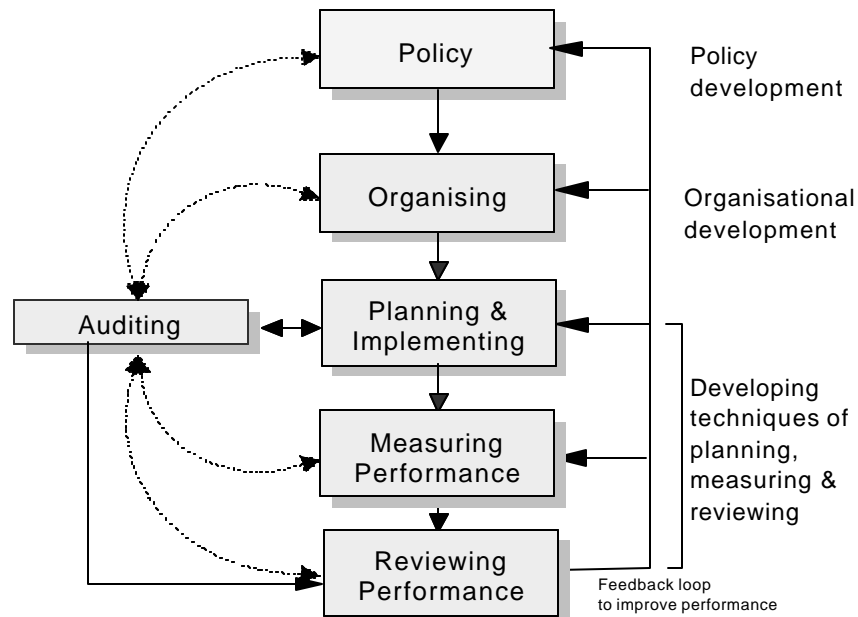 Policy
Policy
development
Organising
Organisational
development
Auditing
Planning &
Implementing
Developing
techniques of
planning,
measuring &
reviewing
Measuring
Performance
Reviewing
Performance
Feedback loop
to improve performance